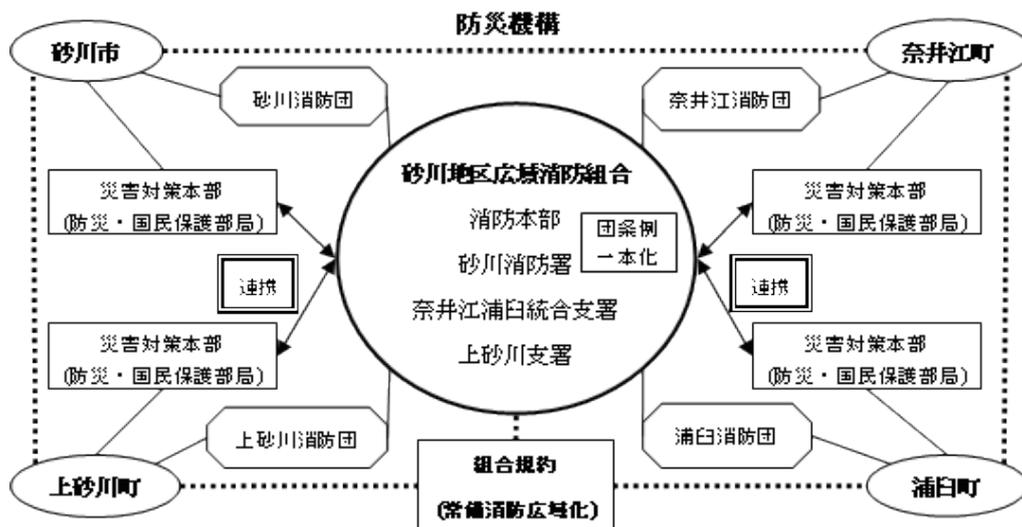 防災機構
砂川市
奈井江町
砂川消防団
奈井江消防団
災害対策本部
(防災・国民保護部局)
災害対策本部
(防災・国民保護部局)
砂川地区広域消防組合
消防本部
砂川消防署
奈井江浦臼統合支署
上砂川支署
団条例
一本化
連携
連携
災害対策本部
(防災・国民保護部局)
災害対策本部
(防災・国民保護部局)
上砂川消防団
浦臼消防団
上砂川町
組合規約
(常備消防広域化)
浦臼町